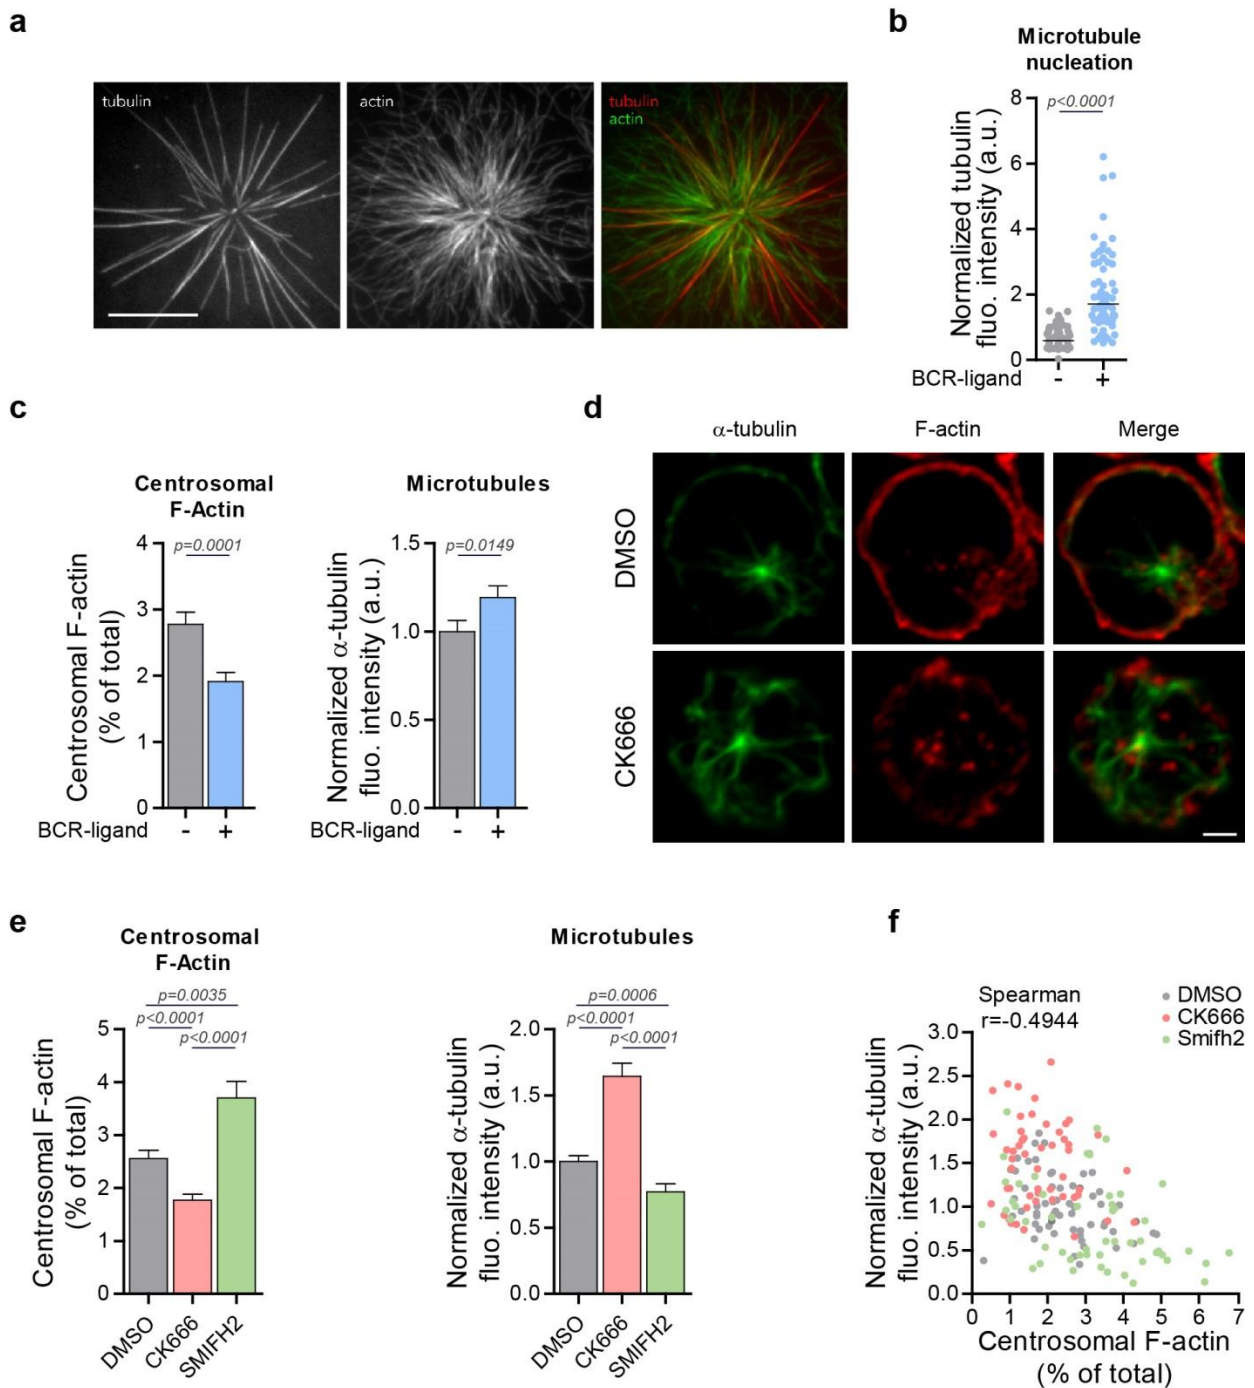 a
tubulin
actin
tubulin
actin
b
Microtubule
nucleation
p<0.0001
Normalized tubulin
fluo. intensity (a.u.)
8
6
4
2
0
BCR-ligand - +
c
Centrosomal
F-Actin
p=0.0001
Centrosomal F-actin
(% of total)
4
3
2
1
0
BCR-ligand - +
Microtubules
p=0.0149
Normalized α-tubulin
fluo. intensity (a.u.)
1.5
1.0
0.5
0.0
BCR-ligand - +
d
α-tubulin F-actin Merge
DMSO
CK666
e
Centrosomal
F-Actin
p=0.0035
p<0.0001
p<0.0001
Centrosomal F-actin
(% of total)
5
4
3
2
1
0
DMSO CK666 SMIFH2
Microtubules
p=0.0006
p<0.0001
p<0.0001
Normalized α-tubulin
fluo. intensity (a.u.)
2.0
1.5
1.0
0.5
0.0
DMSO CK666 SMIFH2
f
Spearman
r=-0.4944
DMSO
CK666
Smifh2
Normalized α-tubulin
fluo. intensity (a.u.)
3.0
2.5
2.0
1.5
1.0
0.5
0.0
0 1 2 3 4 5 6 7
Centrosomal F-actin
(% of total)